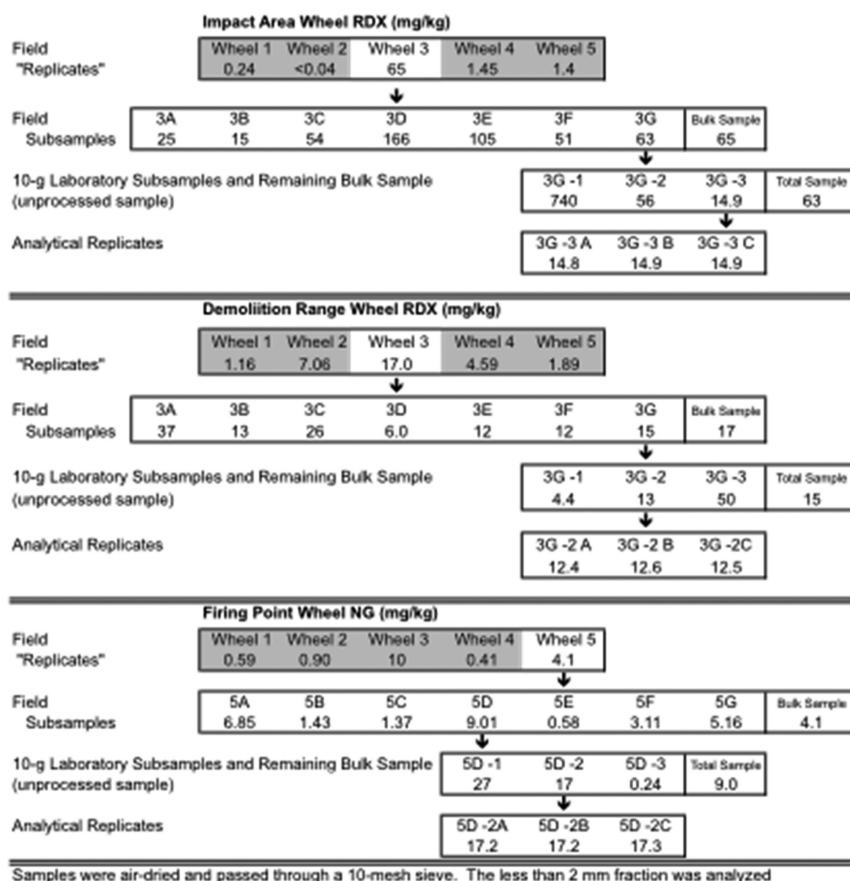 Impact Area Wheel RDX (mg/kg)
Field Wheel 1 Wheel 2 Wheel 3 Wheel 4 Wheel 5
"Replicates" 0.24 <0.04 65 1.45 1.4
Field 3A 3B 3C 3D 3E 3F 3G Bulk Sample
Subsamples 25 15 54 166 105 51 63 65
10-g Laboratory Subsamples and Remaining Bulk Sample 3G -1 3G -2 3G -3 Total Sample
(unprocessed sample) 740 56 14.9 63
Analytical Replicates 3G -3 A 3G -3 B 3G -3 C
14.8 14.9 14.9
Demoliition Range Wheel RDX (mg/kg)
Field Wheel 1 Wheel 2 Wheel 3 Wheel 4 Wheel 5
"Replicates" 1.16 7.06 17.0 4.59 1.89
Field 3A 3B 3C 3D 3E 3F 3G Bulk Sample
Subsamples 37 13 26 6.0 12 12 15 17
10-g Laboratory Subsamples and Remaining Bulk Sample 3G -1 3G -2 3G -3 Total Sample
(unprocessed sample) 4.4 13 50 15
Analytical Replicates 3G -2 A 3G -2 B 3G -2C
12.4 12.6 12.5
Firing Point Wheel NG (mg/kg)
Field Wheel 1 Wheel 2 Wheel 3 Wheel 4 Wheel 5
"Replicates" 0.59 0.90 10 0.41 4.1
Field 5A 5B 5C 5D 5E 5F 5G Bulk Sample
Subsamples 6.85 1.43 1.37 9.01 0.58 3.11 5.16 4.1
10-g Laboratory Subsamples and Remaining Bulk Sample 5D -1 5D -2 5D -3 Total Sample
(unprocessed sample) 27 17 0.24 9.0
Analytical Replicates 5D -2A 5D -2B 5D -2C
17.2 17.2 17.3
Samples were air-dried and passed through a 10-mesh sieve. The less than 2 mm fraction was analyzed